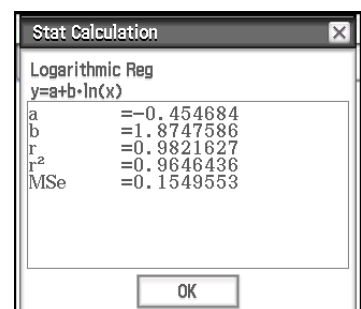 Stat Calculation
Logarithmic Reg
y=a+b·ln(x)
a =-0.454684
b =1.8747586
r =0.9821627
r² =0.9646436
MSe =0.1549553
OK